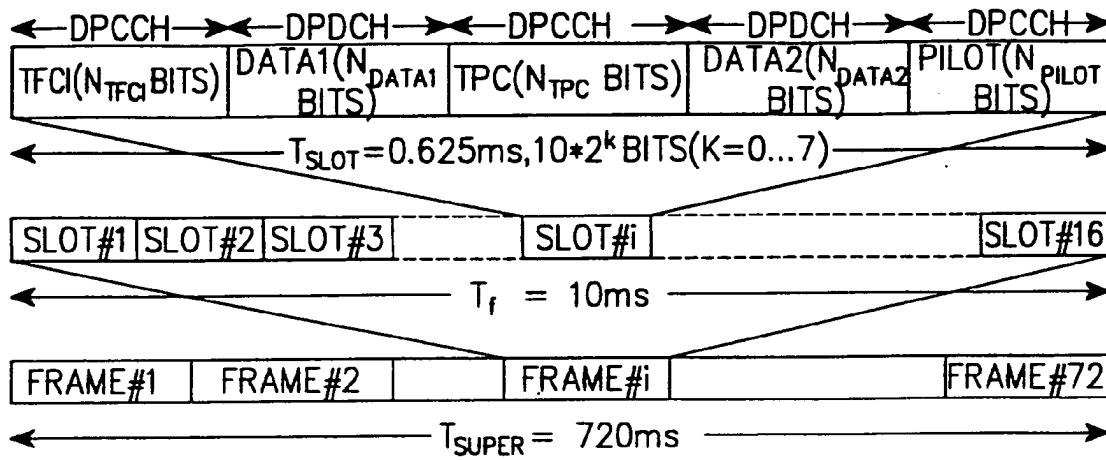 DPCCH DPDCH DPCCH DPDCH DPCCH
TFCI(N_TFCI BITS) DATA1(N_DATA1 BITS) TPC(N_TPC BITS) DATA2(N_DATA2 BITS) PILOT(N_PILOT BITS)
T_SLOT=0.625ms,10*2^k BITS(K=0...7)
SLOT#1 SLOT#2 SLOT#3 SLOT#i SLOT#16
T_f = 10ms
FRAME#1 FRAME#2 FRAME#i FRAME#72
T_SUPER= 720ms